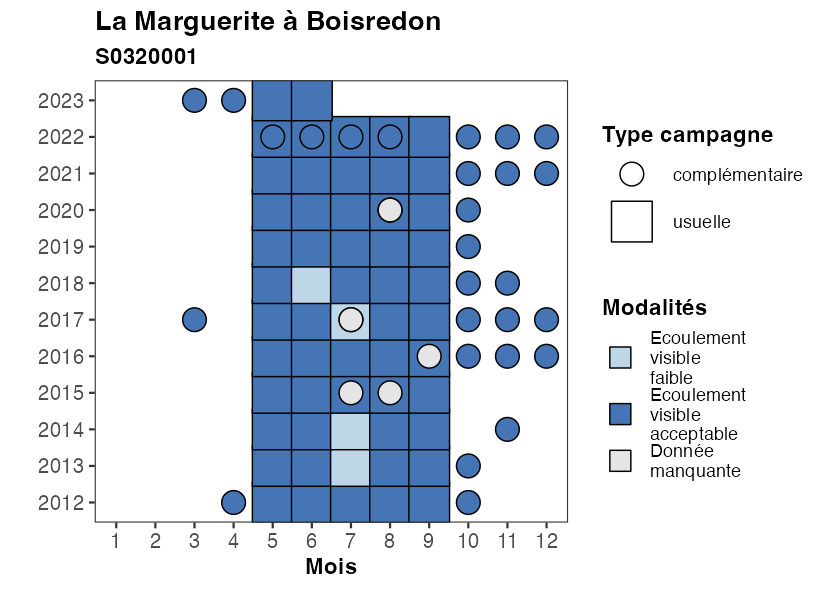 La Marguerite à Boisredon
S0320001
2023
2022
2021
2020
2019
2018
2017
2016
2015
2014
2013
2012
1 2 3 4 5 6 7 8 9 10 11 12
Mois
Type campagne
complémentaire
usuelle
Modalités
Ecoulement
visible
faible
Ecoulement
visible
acceptable
Donnée
manquante